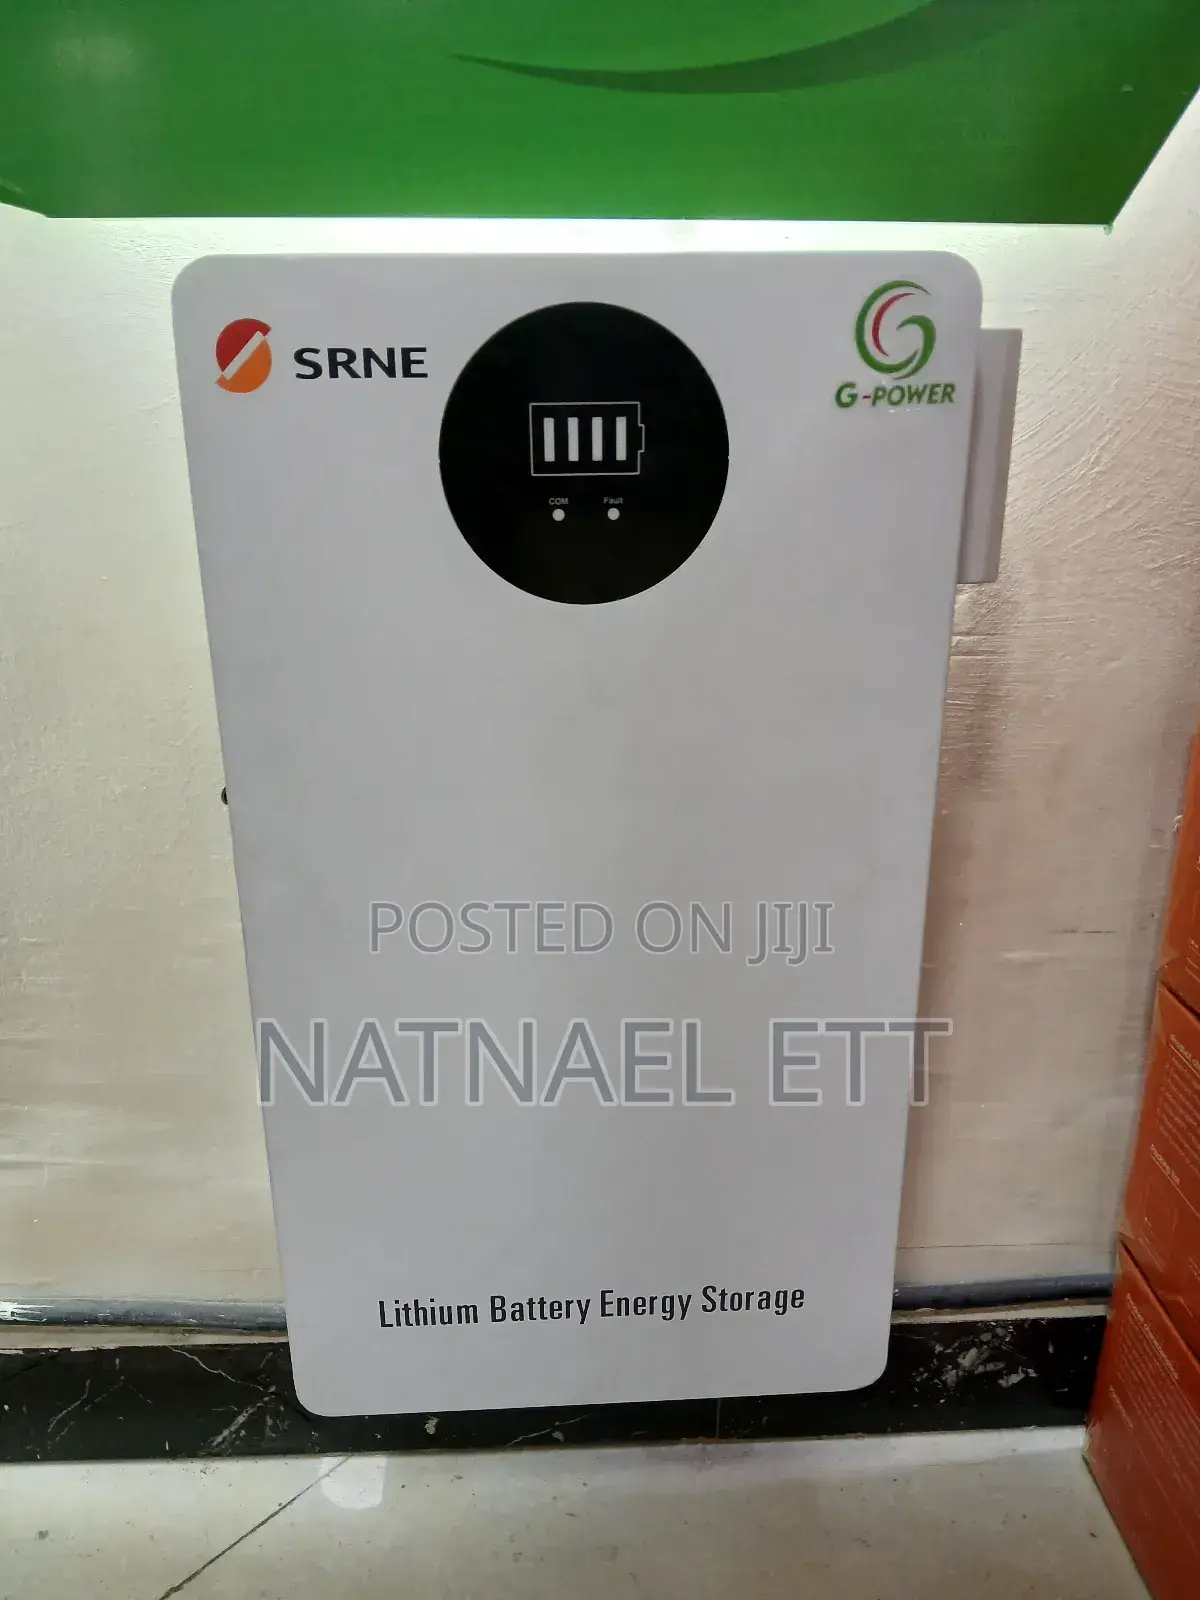 SRNE
G-POWER
COM Fault
POSTED ON JIJI
NATNAEL ETT
Lithium Battery Energy Storage